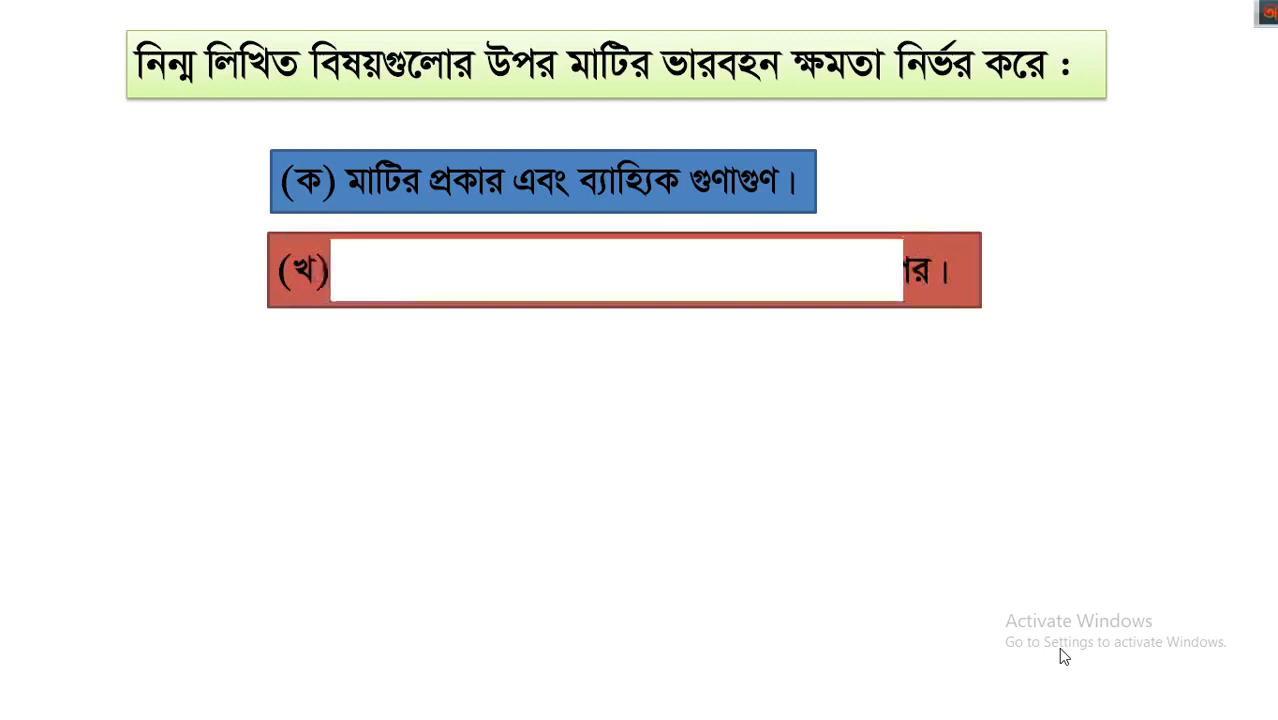 নিন্ম লিখিত বিষয়গুলোর উপর মাটির ভারবহন ক্ষমতা নির্ভর করে :
(ক) মাটির প্রকার এবং ব্যাহ্যিক গুণাগুণ।
(খ)
Activate Windows
Go to Settings to activate Windows.